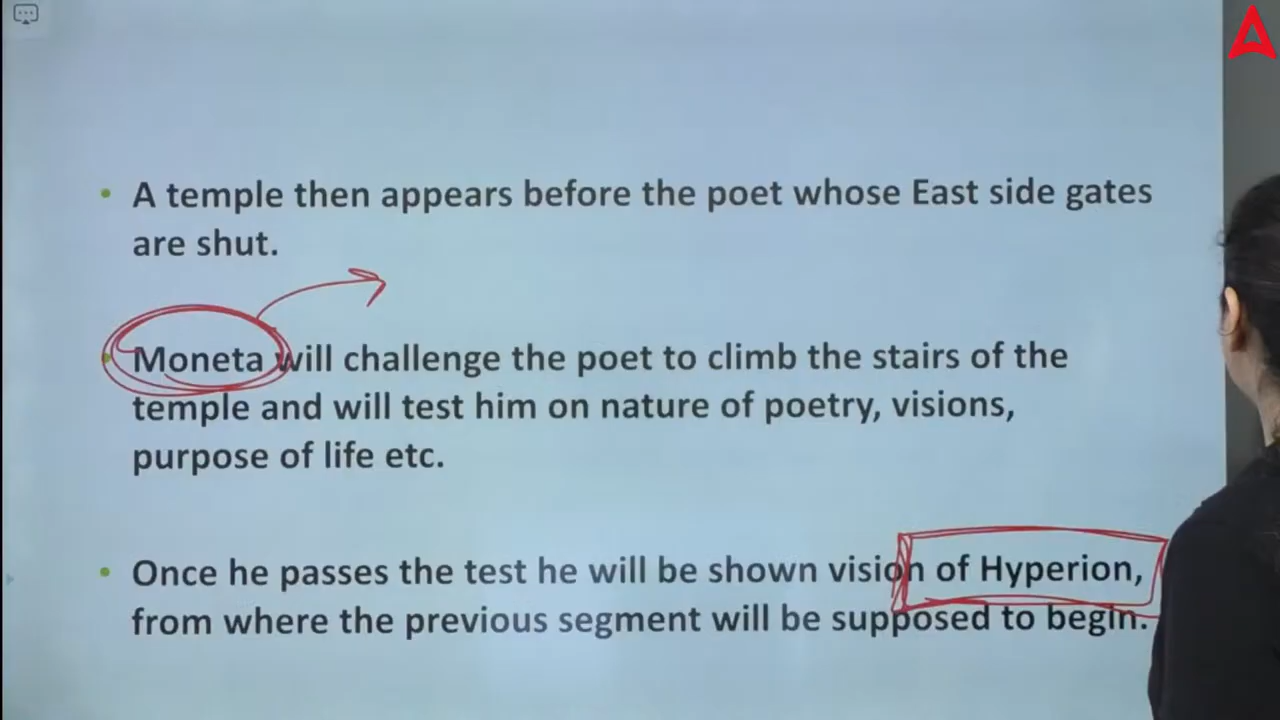 A temple then appears before the poet whose East side gates
are shut.
Moneta will challenge the poet to climb the stairs of the
temple and will test him on nature of poetry, visions,
purpose of life etc.
Once he passes the test he will be shown vision of Hyperion,
from where the previous segment will be supposed to begin.